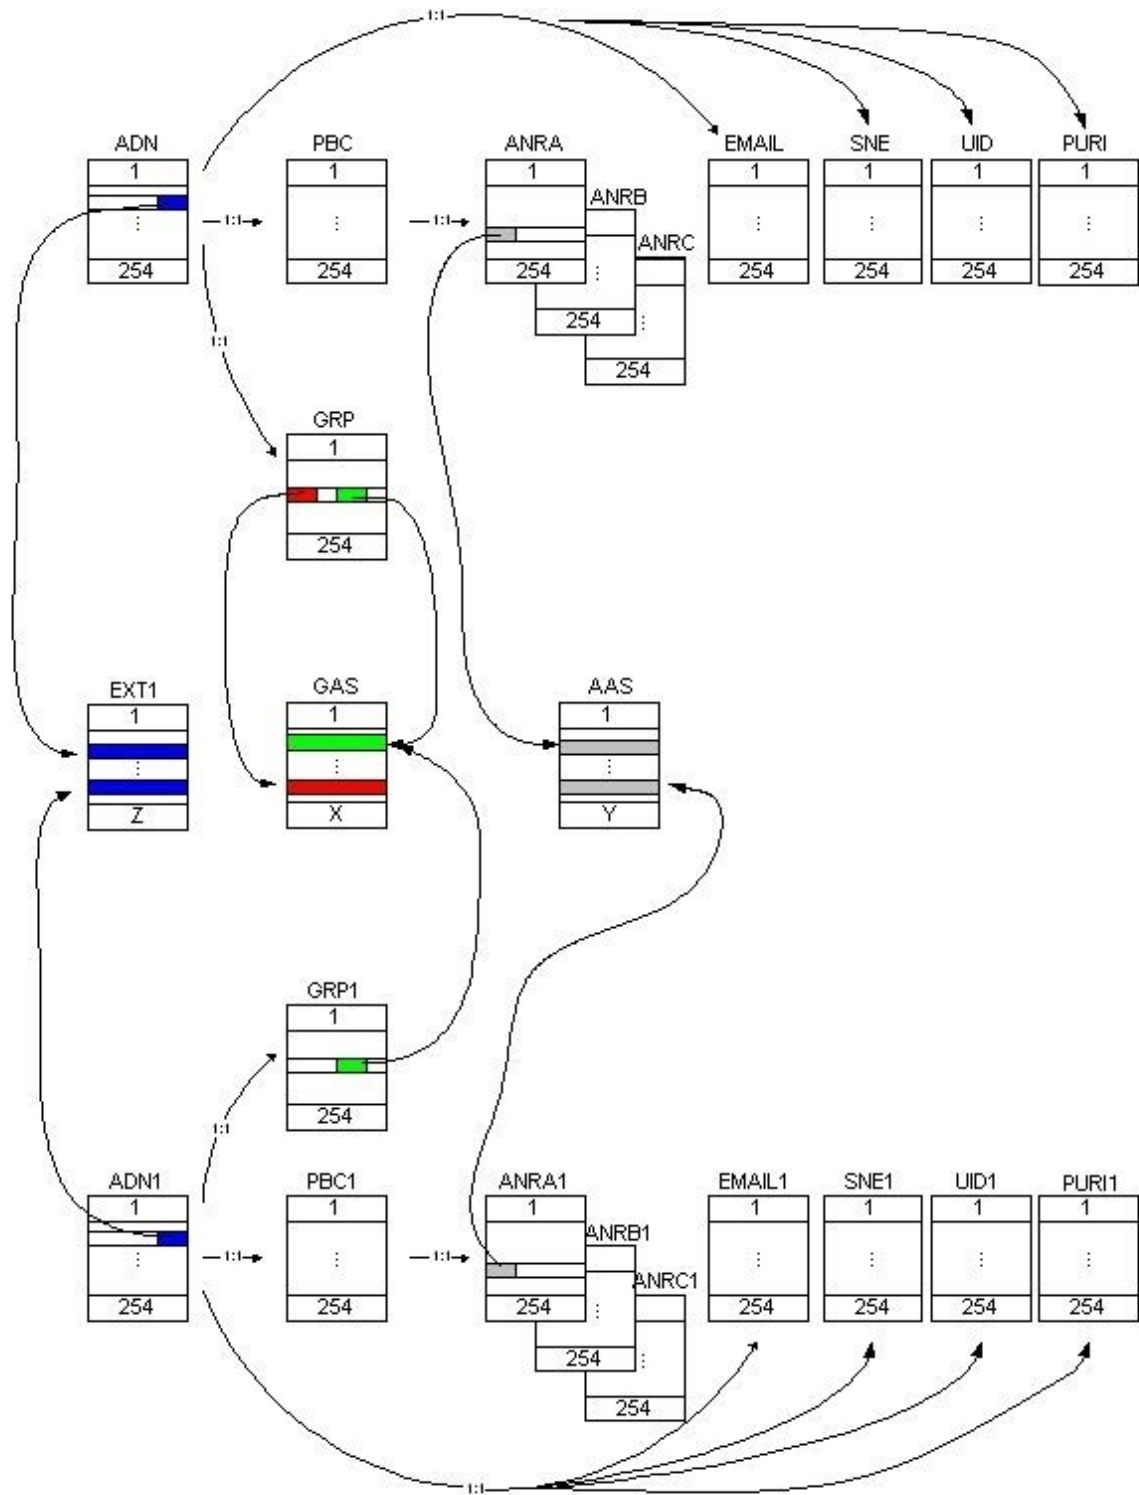 1:1
ADN PBC ANRA EMAIL SNE UID PURI
1 1 1 1 1 1 1
ANRB
1:1 1:1
⋮ ⋮ ⋮ ⋮ ⋮ ⋮
ANRC
254 254 254 ⋮ 254 254 254 254
254 ⋮
1:1
254
GRP
1
254
EXT1 GAS AAS
1 1 1
⋮ ⋮ ⋮
Z X Y
GRP1
1
254
1:1
ADN1 PBC1 ANRA1 EMAIL1 SNE1 UID1 PURI1
1 1 1 1 1 1 1
ANRB1
1:1 1:1
⋮ ⋮ ⋮ ⋮ ⋮ ⋮
ANRC1
254 254 254 ⋮ 254 254 254 254
254 ⋮
254
1:1